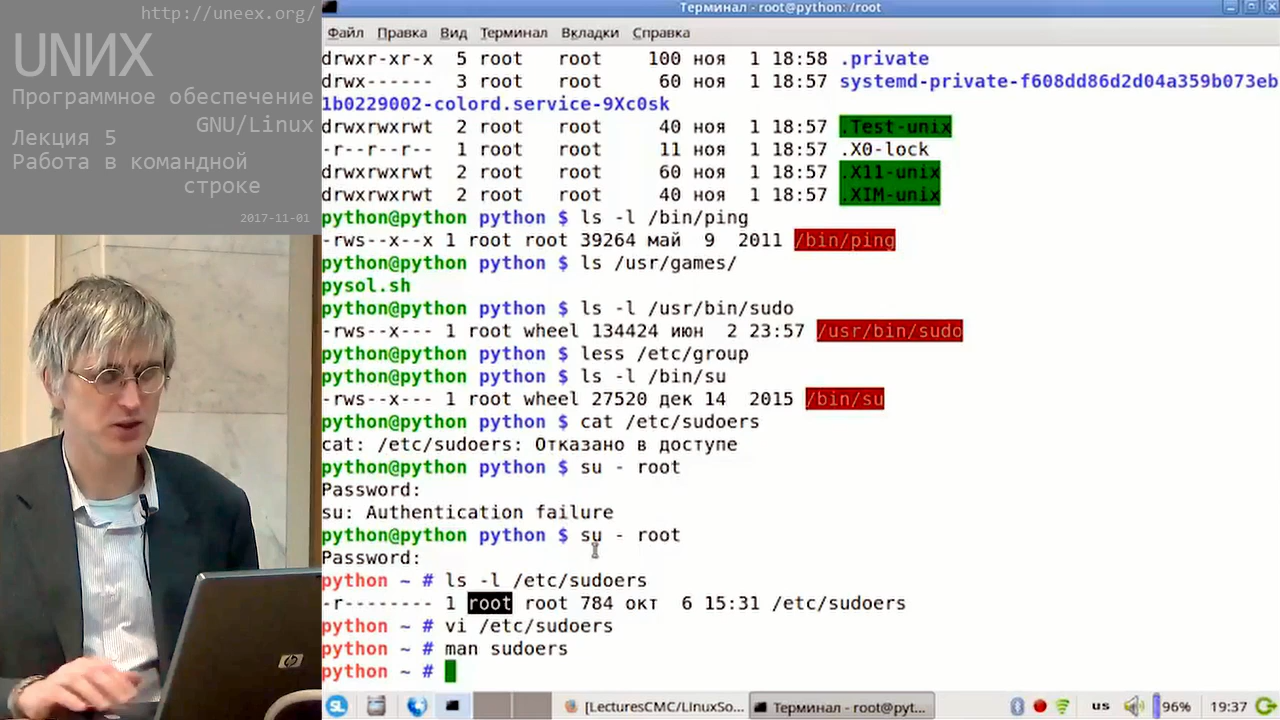 http://uneex.org/
UNИX
Программное обеспечение
GNU/Linux
Лекция 5
Работа в командной
строке
2017-11-01
Терминал - root@python: /root
Файл Правка Вид Терминал Вкладки Справка
drwxr-xr-x 5 root root 100 ноя 1 18:58 .private
drwx------ 3 root root 60 ноя 1 18:57 systemd-private-f608dd86d2d04a359b073eb
1b0229002-colord.service-9Xc0sk
drwxrwxrwt 2 root root 40 ноя 1 18:57 .Test-unix
-r--r--r-- 1 root root 11 ноя 1 18:57 .X0-lock
drwxrwxrwt 2 root root 60 ноя 1 18:57 .X11-unix
drwxrwxrwt 2 root root 40 ноя 1 18:57 .XIM-unix
python@python python $ ls -l /bin/ping
-rws--x--x 1 root root 39264 май 9 2011 /bin/ping
python@python python $ ls /usr/games/
pysol.sh
python@python python $ ls -l /usr/bin/sudo
-rws--x--- 1 root wheel 134424 июн 2 23:57 /usr/bin/sudo
python@python python $ less /etc/group
python@python python $ ls -l /bin/su
-rws--x--- 1 root wheel 27520 дек 14 2015 /bin/su
python@python python $ cat /etc/sudoers
cat: /etc/sudoers: Отказано в доступе
python@python python $ su - root
Password:
su: Authentication failure
python@python python $ su - root
Password:
python ~ # ls -l /etc/sudoers
-r-------- 1 root root 784 окт 6 15:31 /etc/sudoers
python ~ # vi /etc/sudoers
python ~ # man sudoers
python ~ #
[LecturesCMC/LinuxSo... Терминал - root@pyt... us 96% 19:37
hp